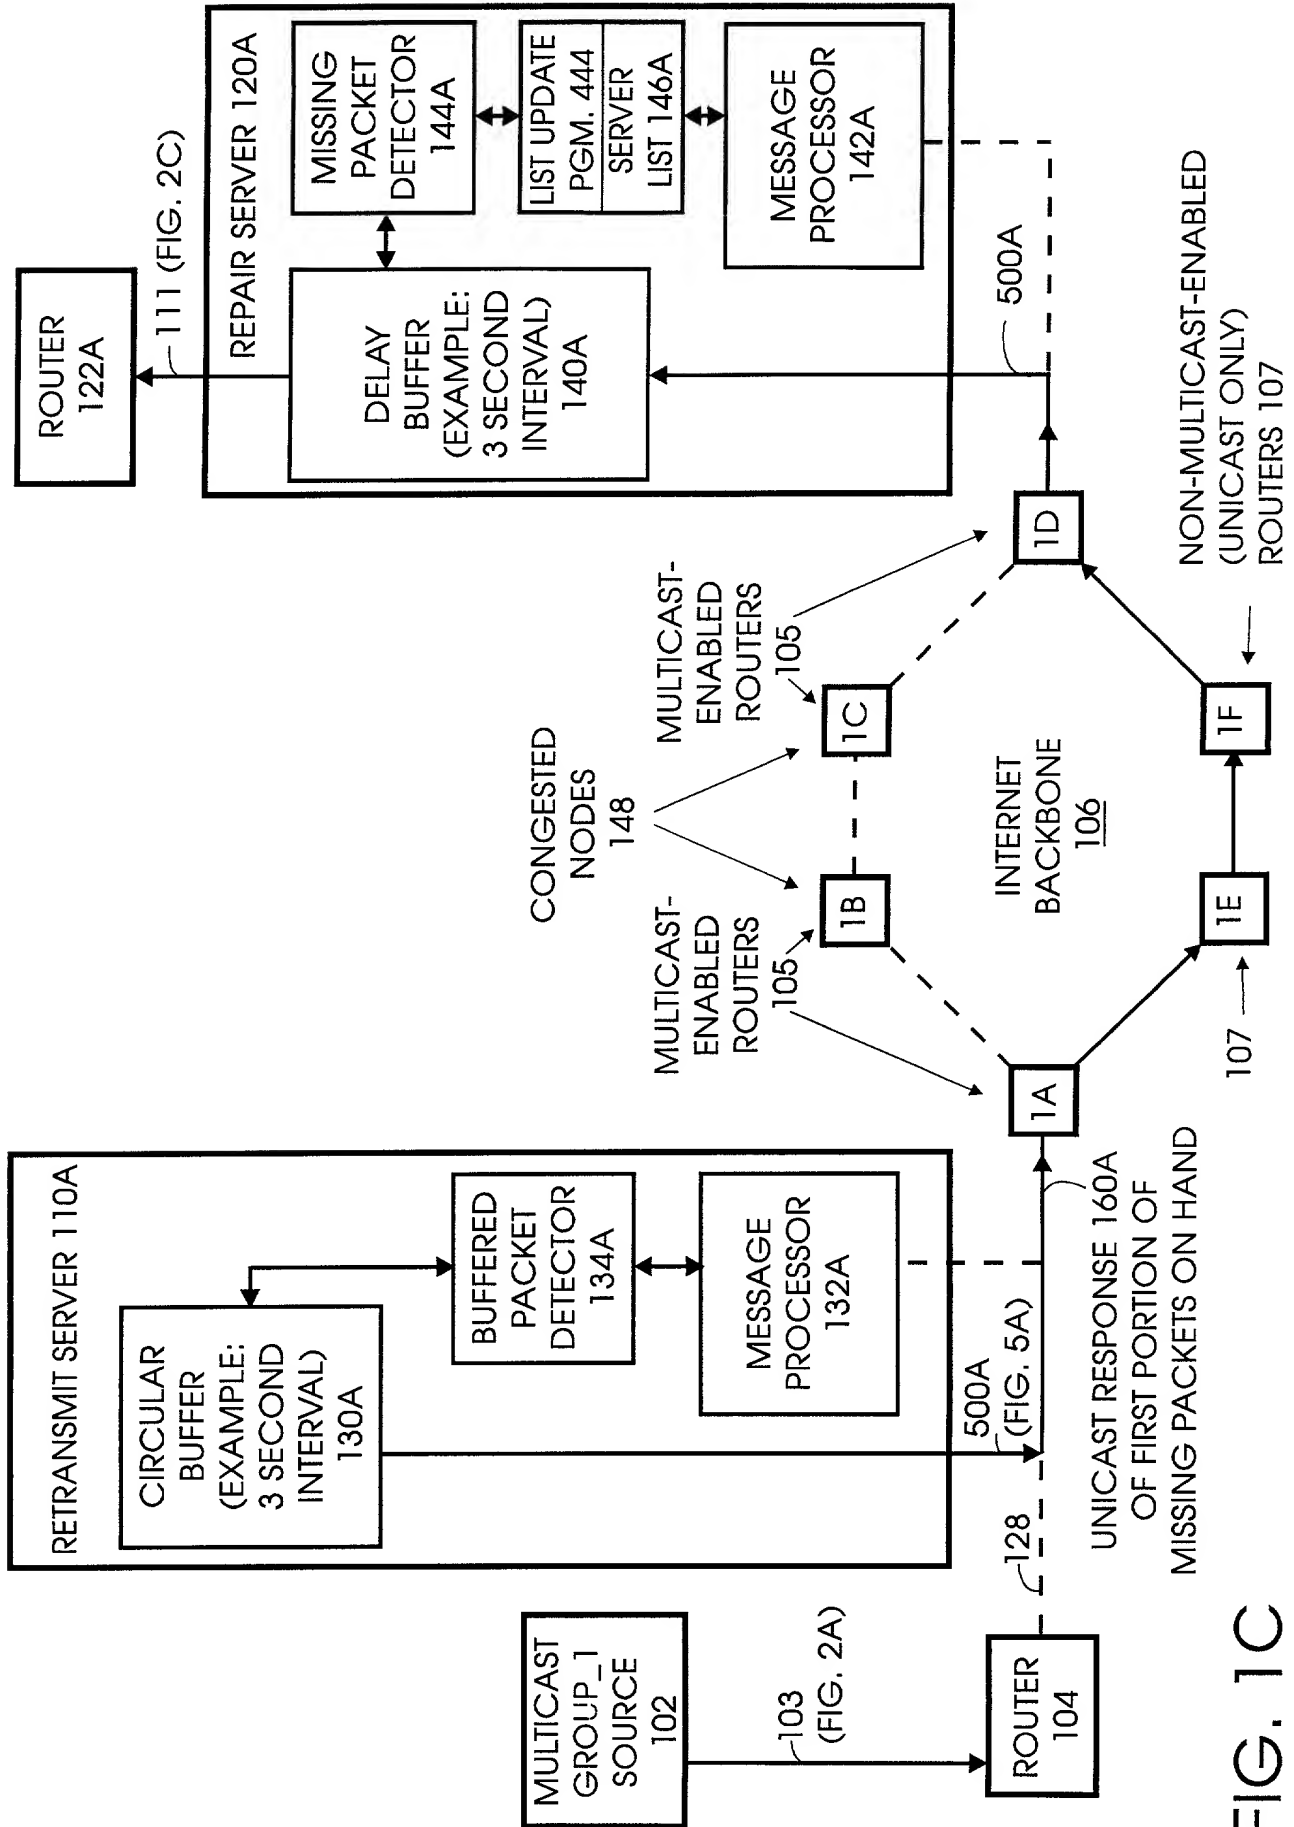 RETRANSMIT SERVER 110A
CIRCULAR
BUFFER
(EXAMPLE:
3 SECOND
INTERVAL)
130A
BUFFERED
PACKET
DETECTOR
134A
MESSAGE
PROCESSOR
132A
MULTICAST
GROUP_1
SOURCE
102
103
(FIG. 2A)
ROUTER
104
128
500A
(FIG. 5A)
UNICAST RESPONSE 160A
OF FIRST PORTION OF
MISSING PACKETS ON HAND
CONGESTED
NODES
148
MULTICAST-
ENABLED
ROUTERS
105
MULTICAST-
ENABLED
ROUTERS
105
1A
1B
1C
1D
1E
1F
INTERNET
BACKBONE
106
107
NON-MULTICAST-ENABLED
(UNICAST ONLY)
ROUTERS 107
ROUTER
122A
111 (FIG. 2C)
REPAIR SERVER 120A
DELAY
BUFFER
(EXAMPLE:
3 SECOND
INTERVAL)
140A
MISSING
PACKET
DETECTOR
144A
LIST UPDATE
PGM. 444
SERVER
LIST 146A
MESSAGE
PROCESSOR
142A
500A
FIG. 1C